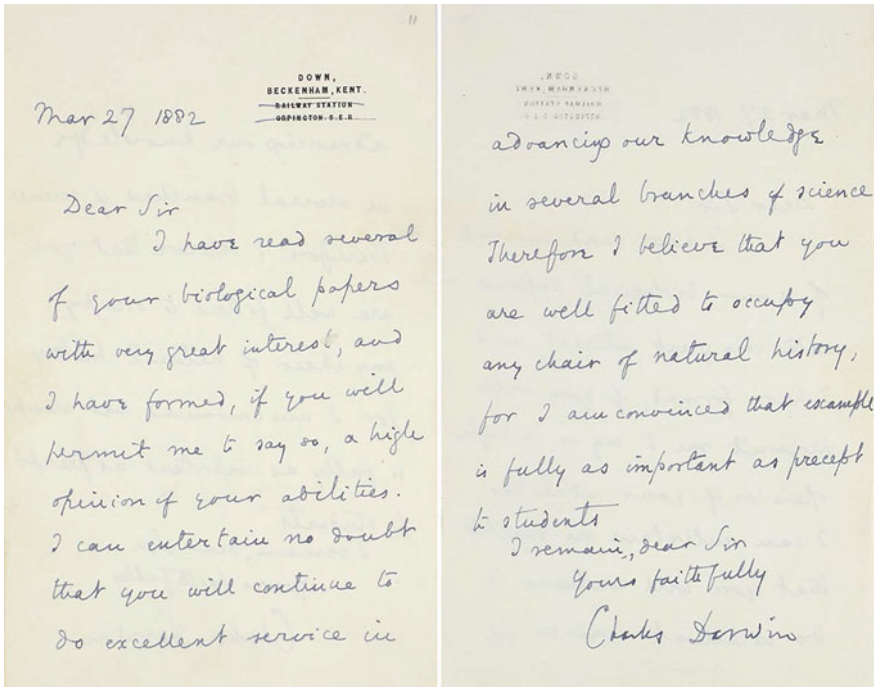 11
DOWN,
BECKENHAM, KENT.
RAILWAY STATION
ORPINGTON. S.E.R.
Mar 27 1882
Dear Sir
I have read several
of your biological papers
with very great interest, and
I have formed, if you will
permit me to say so, a high
opinion of your abilities.
I can entertain no doubt
that you will continue to
do excellent service in
advancing our knowledge
in several branches of science
Therefore I believe that you
are well fitted to occupy
any chair of natural history,
for I am convinced that example
is fully as important as precept
to students
I remain, dear Sir
Yours faithfully
Charles Darwin